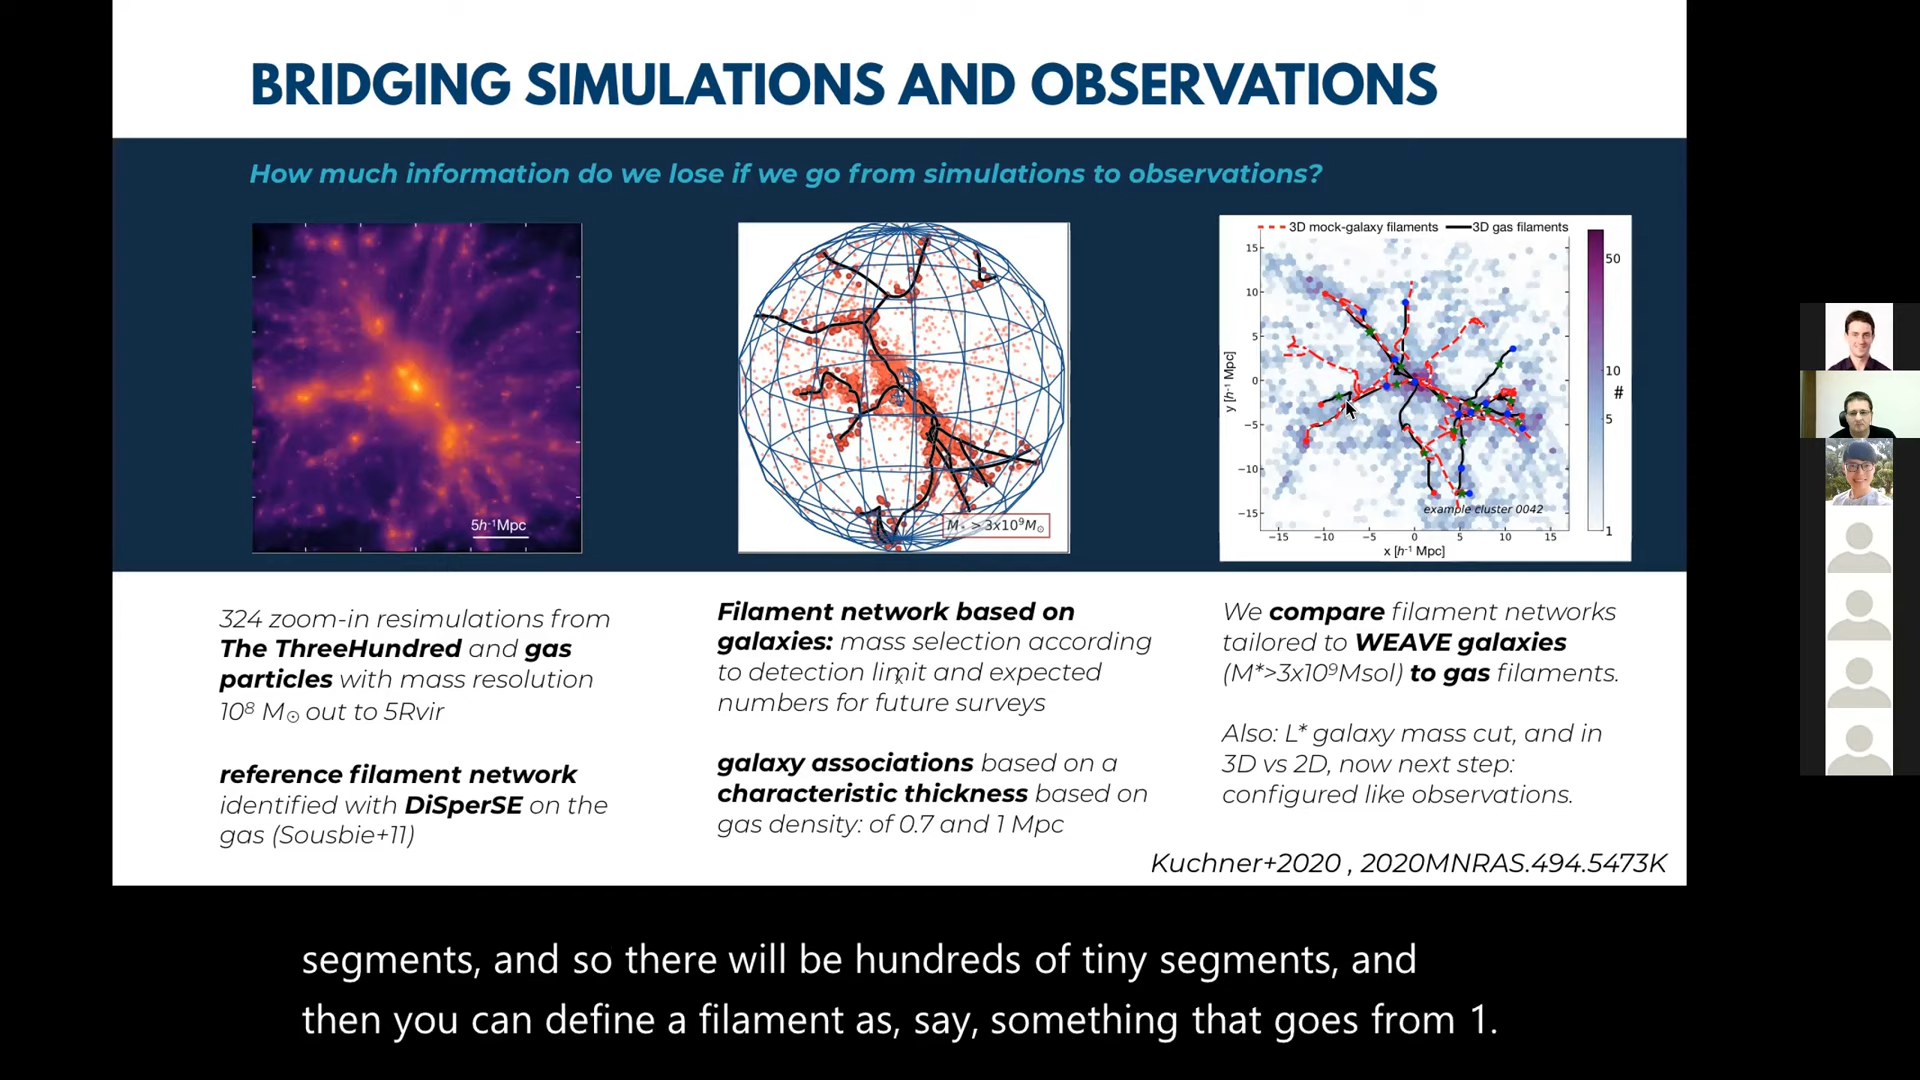 BRIDGING SIMULATIONS AND OBSERVATIONS
How much information do we lose if we go from simulations to observations?
5h⁻¹Mpc
M* > 3x10⁹M☉
3D mock-galaxy filaments
3D gas filaments
15
10
5
0
−5
−10
−15
y [h⁻¹ Mpc]
−15 −10 −5 0 5 10 15
x [h⁻¹ Mpc]
example cluster 0042
50
10
#
5
1
324 zoom-in resimulations from
The ThreeHundred and gas
particles with mass resolution
10⁸ M☉ out to 5Rvir
reference filament network
identified with DiSperSE on the
gas (Sousbie+11)
Filament network based on
galaxies: mass selection according
to detection limit and expected
numbers for future surveys
galaxy associations based on a
characteristic thickness based on
gas density: of 0.7 and 1 Mpc
We compare filament networks
tailored to WEAVE galaxies
(M*>3x10⁹Msol) to gas filaments.
Also: L* galaxy mass cut, and in
3D vs 2D, now next step:
configured like observations.
Kuchner+2020 , 2020MNRAS.494.5473K
segments, and so there will be hundreds of tiny segments, and
then you can define a filament as, say, something that goes from 1.